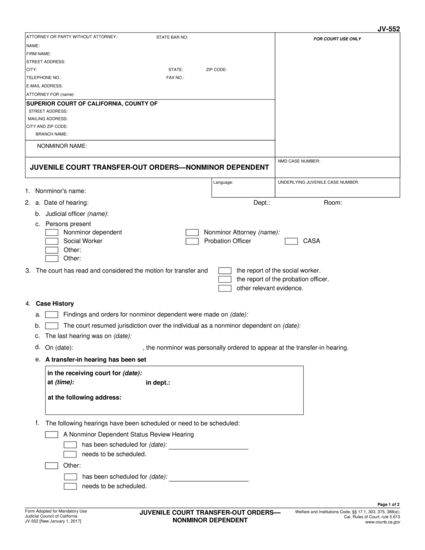 JV-552
ATTORNEY OR PARTY WITHOUT ATTORNEY: STATE BAR NO: FOR COURT USE ONLY
NAME:
FIRM NAME:
STREET ADDRESS:
CITY: STATE: ZIP CODE:
TELEPHONE NO.: FAX NO.:
E-MAIL ADDRESS:
ATTORNEY FOR (name):
SUPERIOR COURT OF CALIFORNIA, COUNTY OF
STREET ADDRESS:
MAILING ADDRESS:
CITY AND ZIP CODE:
BRANCH NAME:
NONMINOR NAME:
JUVENILE COURT TRANSFER-OUT ORDERS—NONMINOR DEPENDENT
NMD CASE NUMBER:
Language: UNDERLYING JUVENILE CASE NUMBER:
1. Nonminor's name:
2. a. Date of hearing: Dept.: Room:
b. Judicial officer (name):
c. Persons present
Nonminor dependent Nonminor Attorney (name):
Social Worker Probation Officer CASA
Other:
Other:
3. The court has read and considered the motion for transfer and the report of the social worker.
the report of the probation officer.
other relevant evidence.
4. Case History
a. Findings and orders for nonminor dependent were made on (date):
b. The court resumed jurisdiction over the individual as a nonminor dependent on (date):
c. The last hearing was on (date):
d. On (date): , the nonminor was personally ordered to appear at the transfer-in hearing.
e. A transfer-in hearing has been set
in the receiving court for (date):
at (time): in dept.:
at the following address:
f. The following hearings have been scheduled or need to be scheduled:
A Nonminor Dependent Status Review Hearing
has been scheduled for (date):
needs to be scheduled.
Other:
has been scheduled for (date):
needs to be scheduled.
Page 1 of 2
Form Adopted for Mandatory Use
Judicial Council of California
JV-552 [New January 1, 2017]
JUVENILE COURT TRANSFER-OUT ORDERS—
NONMINOR DEPENDENT
Welfare and Institutions Code, §§ 17.1, 303, 375, 388(e);
Cal. Rules of Court, rule 5.613
www.courts.ca.gov